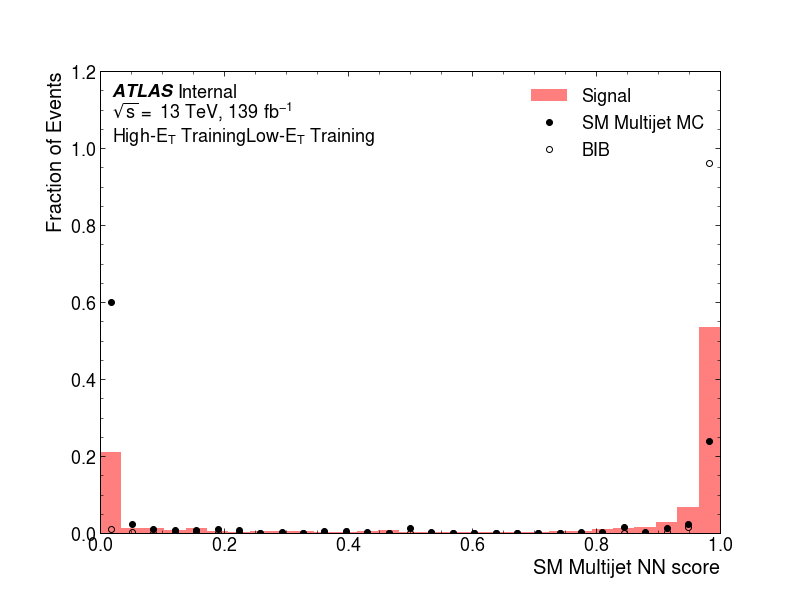 1.2
1.0
0.8
0.6
0.4
0.2
0.0
Fraction of Events
ATLAS Internal
√s = 13 TeV, 139 fb⁻¹
High-E_T TrainingLow-E_T Training
Signal
SM Multijet MC
BIB
0.0 0.2 0.4 0.6 0.8 1.0
SM Multijet NN score